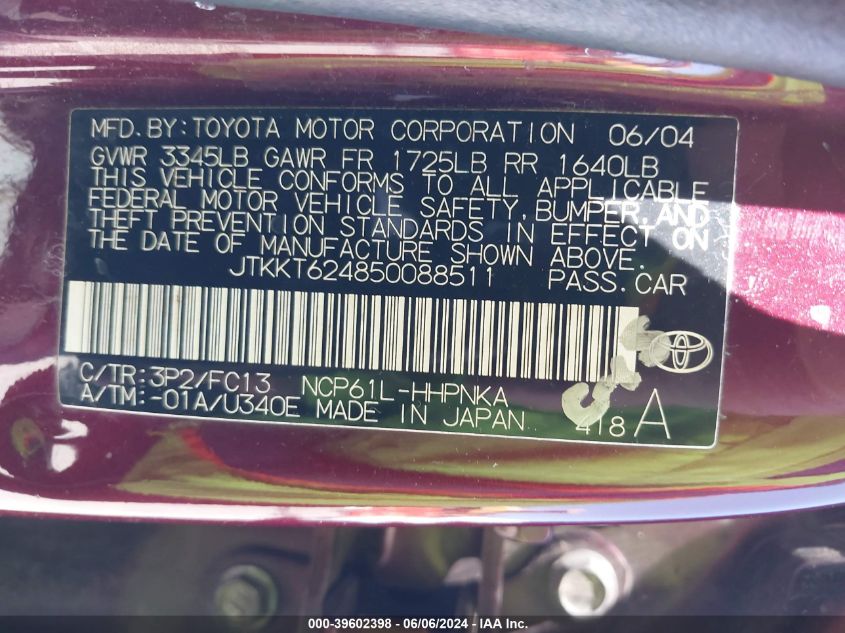 MFD. BY: TOYOTA MOTOR CORPORATION 06/04
GVWR 3345LB GAWR FR 1725LB RR 1640LB
THIS VEHICLE CONFORMS TO ALL APPLICABLE
FEDERAL MOTOR VEHICLE SAFETY, BUMPER, AND
THEFT PREVENTION STANDARDS IN EFFECT ON
THE DATE OF MANUFACTURE SHOWN ABOVE.
JTKKT624850088511 PASS. CAR
C/TR: 3P2/FC13 NCP61L-HHPNKA
A/TM: -01A/U340E MADE IN JAPAN 418 A
000-39602398 - 06/06/2024 - IAA Inc.